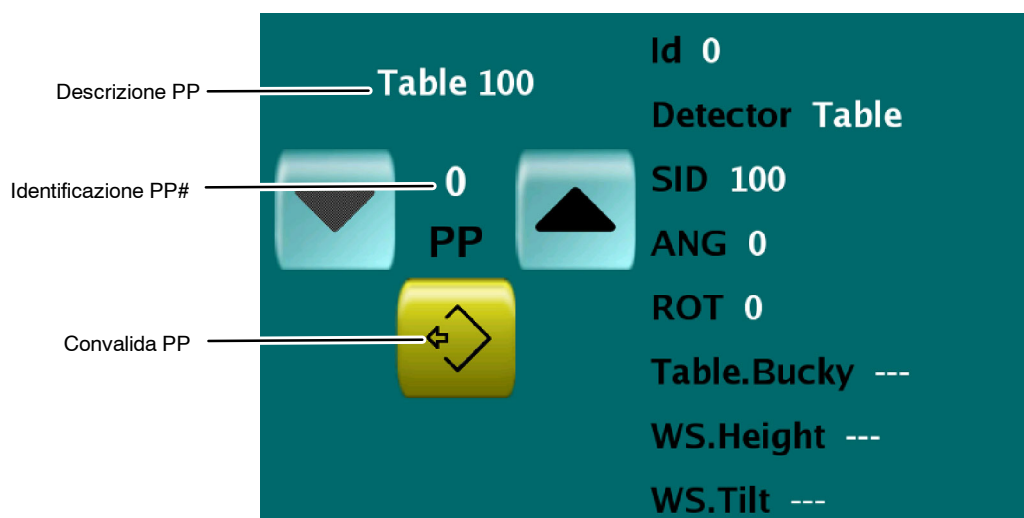 Descrizione PP
Table 100
Identificazione PP#
0
PP
Convalida PP
Id 0
Detector Table
SID 100
ANG 0
ROT 0
Table.Bucky ---
WS.Height ---
WS.Tilt ---